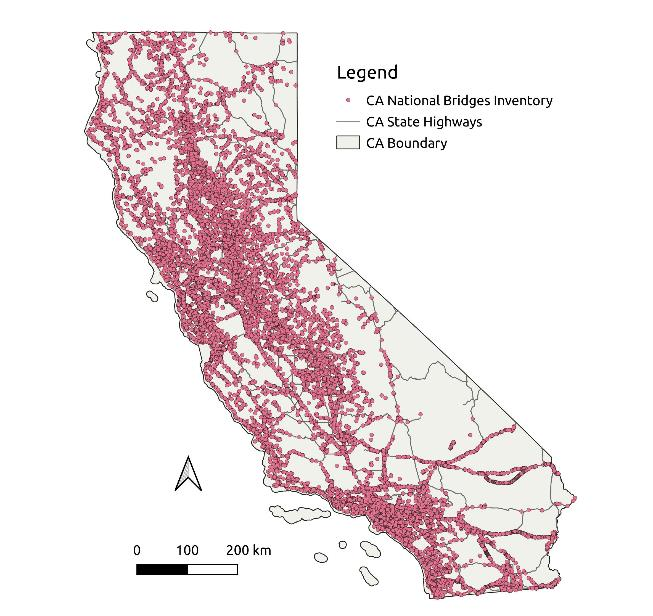 Legend
CA National Bridges Inventory
CA State Highways
CA Boundary
0 100 200 km